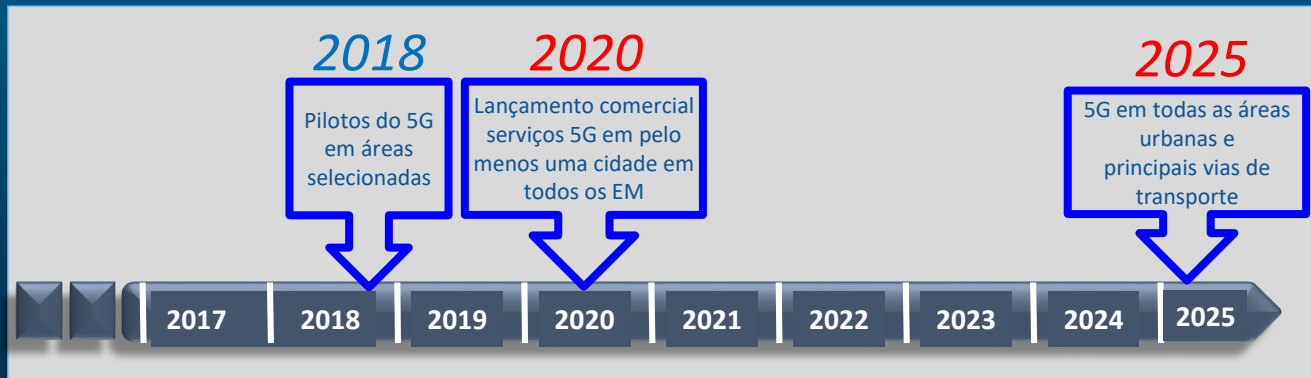 2018
Pilotos do 5G
em áreas
selecionadas
2020
Lançamento comercial
serviços 5G em pelo
menos uma cidade em
todos os EM
2025
5G em todas as áreas
urbanas e
principais vias de
transporte
2017 2018 2019 2020 2021 2022 2023 2024 2025